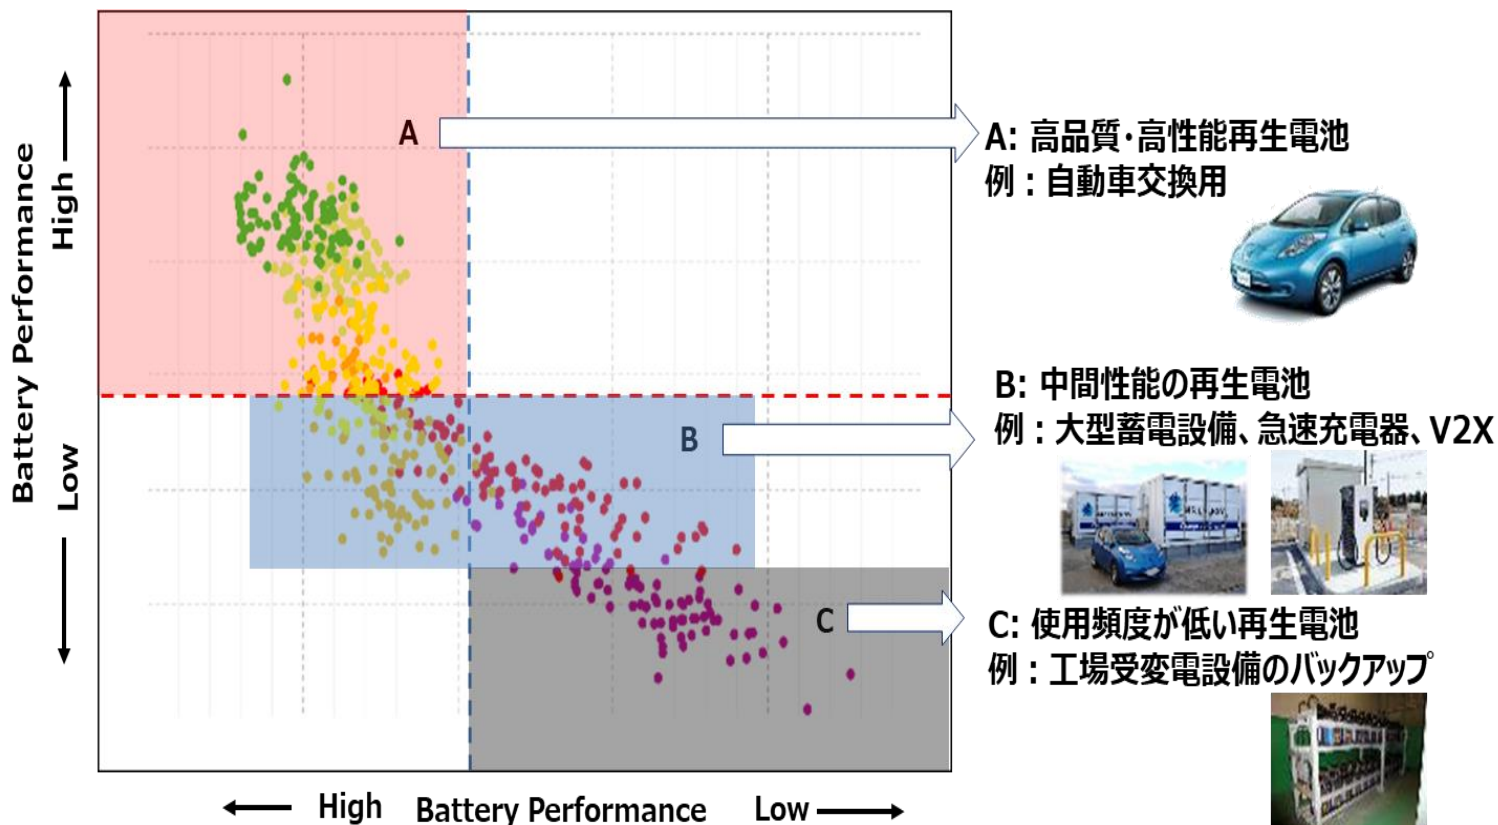 Battery Performance
High
Low
A
B
C
High
Battery Performance
Low
A: 高品質・高性能再生電池
例：自動車交換用
B: 中間性能の再生電池
例：大型蓄電設備、急速充電器、V2X
C: 使用頻度が低い再生電池
例：工場受変電設備のバックアップ